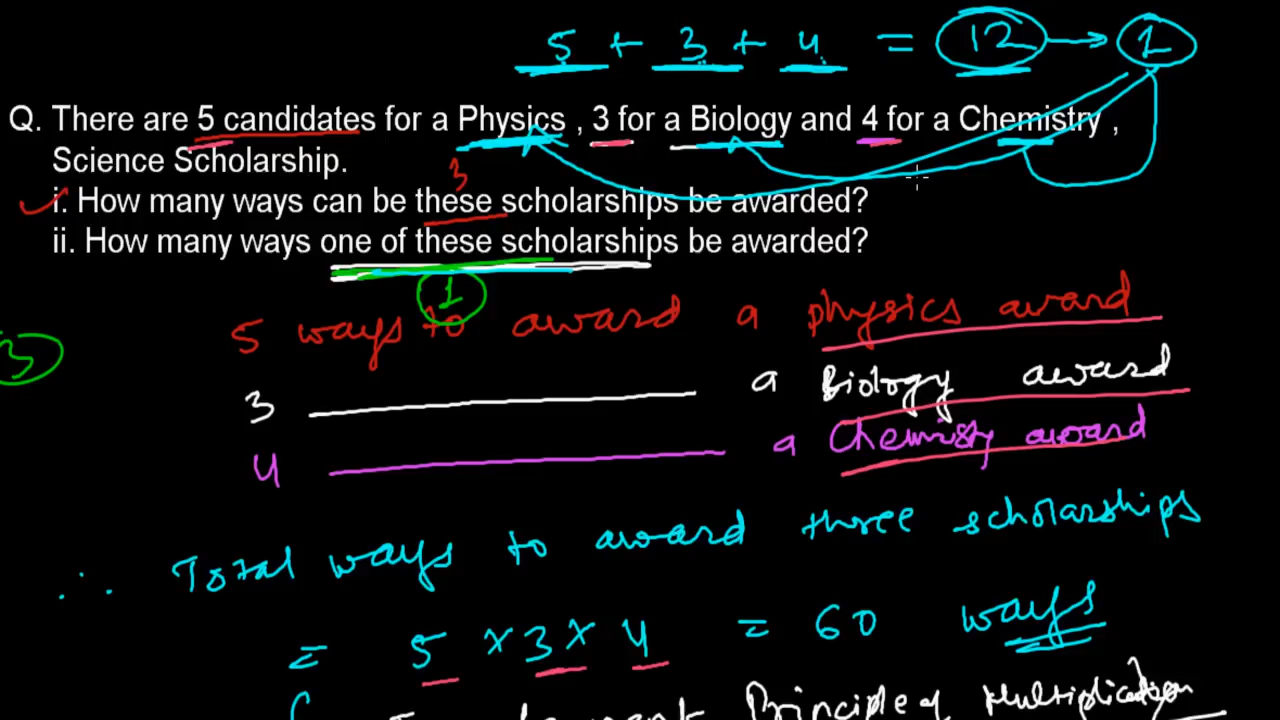 5 + 3 + 4 = 12 → 1
Q. There are 5 candidates for a Physics , 3 for a Biology and 4 for a Chemistry ,
Science Scholarship.
3
i. How many ways can be these scholarships be awarded?
ii. How many ways one of these scholarships be awarded?
1
5 ways to award a physics award
3
3 ——— a Biology award
4 ——— a Chemisty award
∴ Total ways to award three scholarships
= 5 × 3 × 4 = 60 ways
Principle of Multiplication